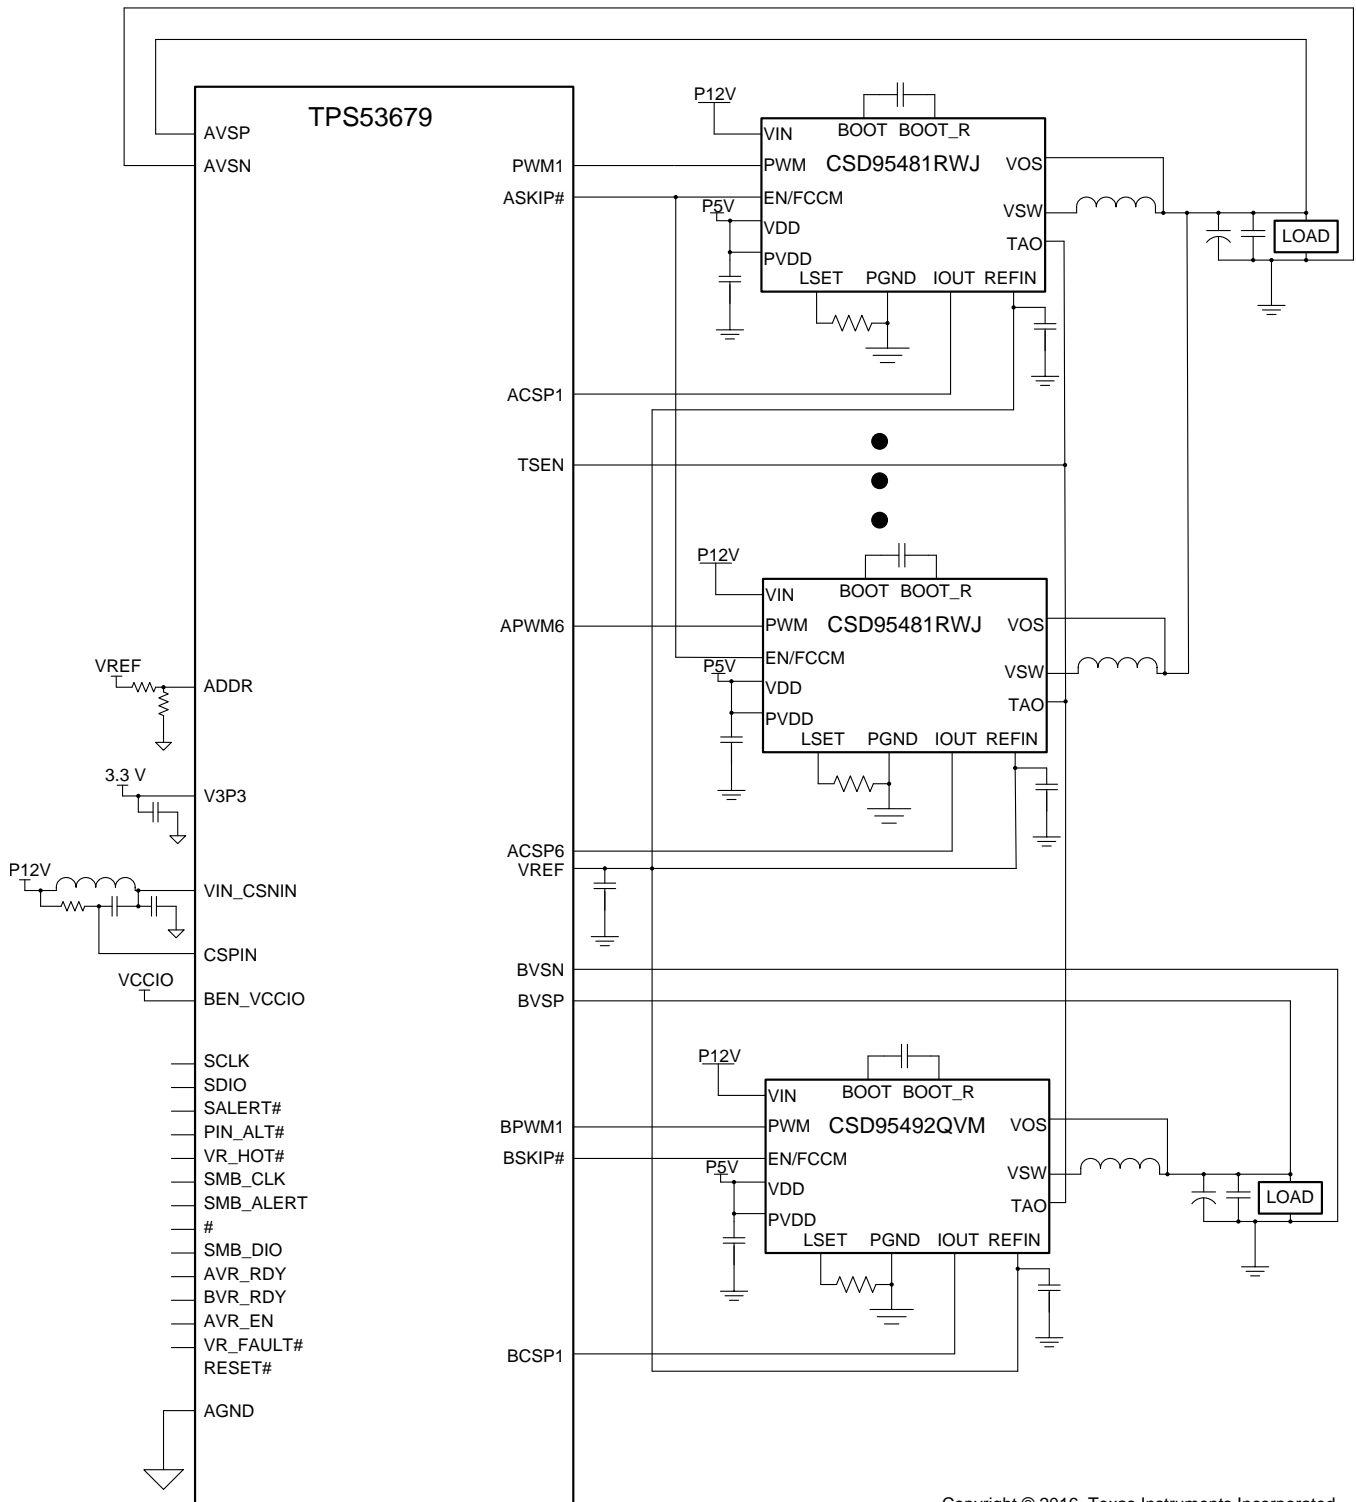 TPS53679
AVSP
AVSN
PWM1
ASKIP#
ACSP1
TSEN
APWM6
VREF
ADDR
3.3 V
V3P3
ACSP6
VREF
P12V
VIN_CSNIN
CSPIN
VCCIO
BEN_VCCIO
BVSN
BVSP
SCLK
SDIO
SALERT#
PIN_ALT#
VR_HOT#
SMB_CLK
SMB_ALERT
#
SMB_DIO
AVR_RDY
BVR_RDY
AVR_EN
VR_FAULT#
RESET#
AGND
BPWM1
BSKIP#
BCSP1
P12V
VIN
BOOT BOOT_R
PWM
CSD95481RWJ
VOS
EN/FCCM
P5V
VDD
VSW
PVDD
TAO
LSET PGND IOUT REFIN
LOAD
P12V
VIN
BOOT BOOT_R
PWM
CSD95481RWJ
VOS
EN/FCCM
P5V
VDD
VSW
PVDD
TAO
LSET PGND IOUT REFIN
P12V
VIN
BOOT BOOT_R
PWM
CSD95492QVM
VOS
EN/FCCM
P5V
VDD
VSW
PVDD
TAO
LSET PGND IOUT REFIN
LOAD
Copyright © 2016, Texas Instruments Incorporated